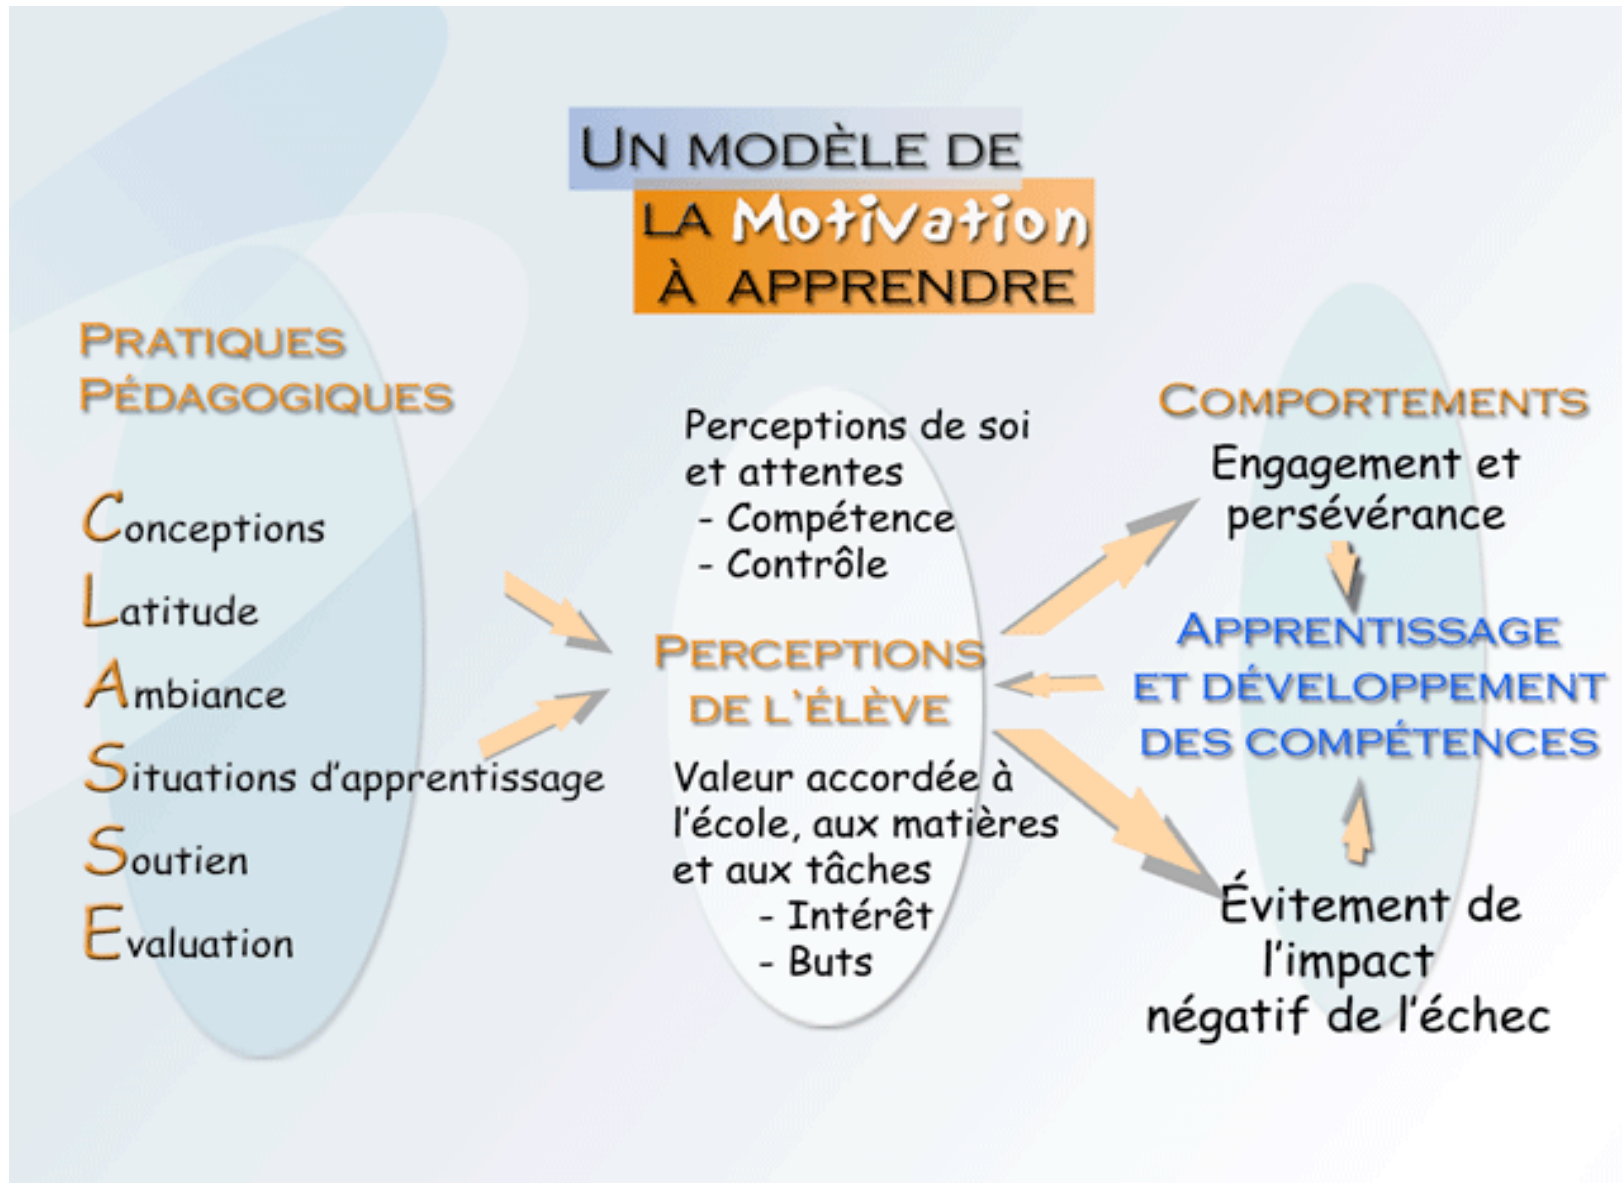 UN MODÈLE DE
LA Motivation
À APPRENDRE
PRATIQUES
PÉDAGOGIQUES
Conceptions
Latitude
Ambiance
Situations d'apprentissage
Soutien
Evaluation
Perceptions de soi
et attentes
- Compétence
- Contrôle
PERCEPTIONS
DE L'ÉLÈVE
Valeur accordée à
l'école, aux matières
et aux tâches
- Intérêt
- Buts
COMPORTEMENTS
Engagement et
persévérance
APPRENTISSAGE
ET DÉVELOPPEMENT
DES COMPÉTENCES
Évitement de
l'impact
négatif de l'échec